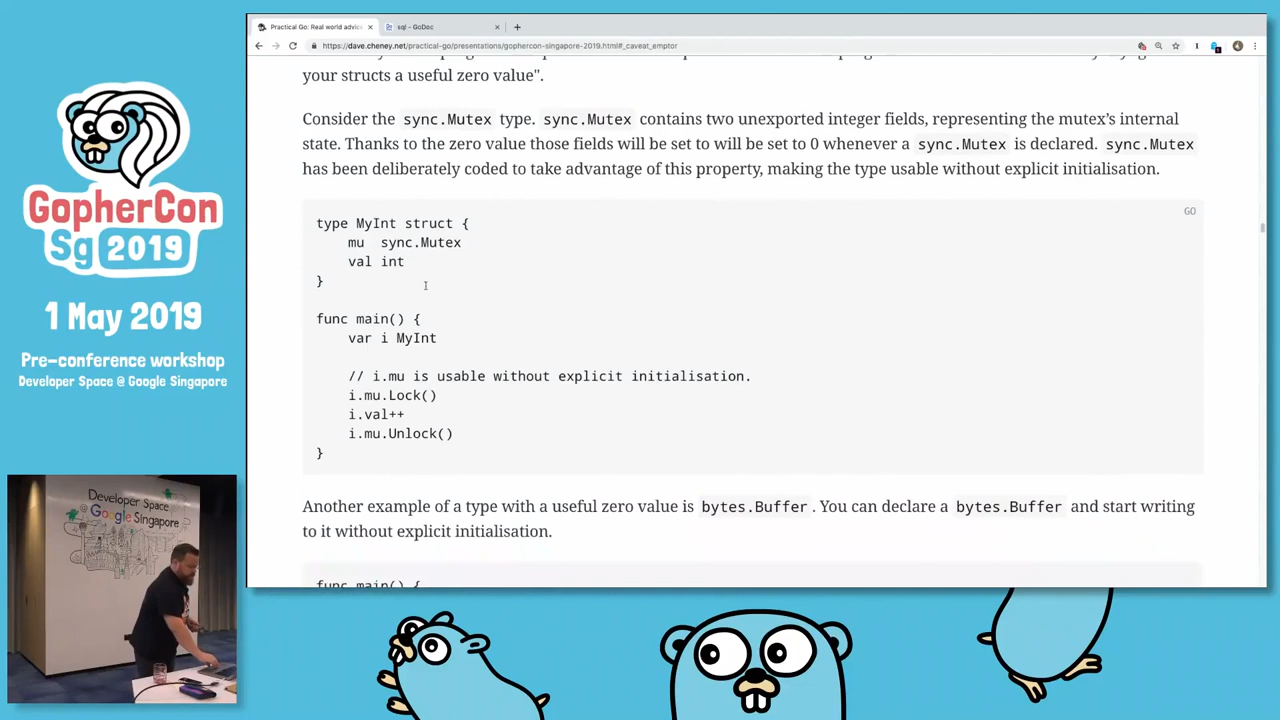 GopherCon
Sg 2019
1 May 2019
Pre-conference workshop
Developer Space @ Google Singapore
Developer Space
@ Google Singapore
Practical Go: Real world advic
sql - GoDoc
https://dave.cheney.net/practical-go/presentations/gophercon-singapore-2019.html#_caveat_emptor
your structs a useful zero value".
Consider the sync.Mutex type. sync.Mutex contains two unexported integer fields, representing the mutex’s internal
state. Thanks to the zero value those fields will be set to will be set to 0 whenever a sync.Mutex is declared. sync.Mutex
has been deliberately coded to take advantage of this property, making the type usable without explicit initialisation.
GO
type MyInt struct {
    mu  sync.Mutex
    val int
}
func main() {
    var i MyInt
    // i.mu is usable without explicit initialisation.
    i.mu.Lock()
    i.val++
    i.mu.Unlock()
}
Another example of a type with a useful zero value is bytes.Buffer. You can declare a bytes.Buffer and start writing
to it without explicit initialisation.
func main() {